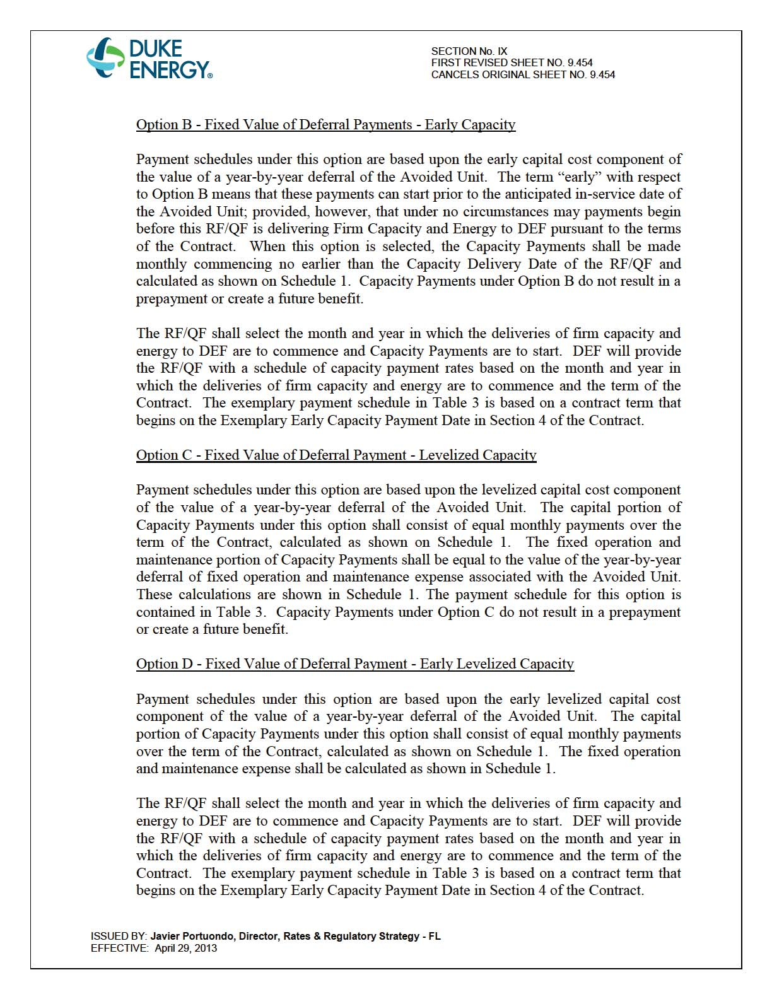 DUKE
ENERGY®
SECTION No. IX
FIRST REVISED SHEET NO. 9.454
CANCELS ORIGINAL SHEET NO. 9.454
Option B - Fixed Value of Deferral Payments - Early Capacity
Payment schedules under this option are based upon the early capital cost component of
the value of a year-by-year deferral of the Avoided Unit.  The term “early” with respect
to Option B means that these payments can start prior to the anticipated in-service date of
the Avoided Unit; provided, however, that under no circumstances may payments begin
before this RF/QF is delivering Firm Capacity and Energy to DEF pursuant to the terms
of the Contract.  When this option is selected, the Capacity Payments shall be made
monthly commencing no earlier than the Capacity Delivery Date of the RF/QF and
calculated as shown on Schedule 1.  Capacity Payments under Option B do not result in a
prepayment or create a future benefit.
The RF/QF shall select the month and year in which the deliveries of firm capacity and
energy to DEF are to commence and Capacity Payments are to start.  DEF will provide
the RF/QF with a schedule of capacity payment rates based on the month and year in
which the deliveries of firm capacity and energy are to commence and the term of the
Contract.  The exemplary payment schedule in Table 3 is based on a contract term that
begins on the Exemplary Early Capacity Payment Date in Section 4 of the Contract.
Option C - Fixed Value of Deferral Payment - Levelized Capacity
Payment schedules under this option are based upon the levelized capital cost component
of the value of a year-by-year deferral of the Avoided Unit.  The capital portion of
Capacity Payments under this option shall consist of equal monthly payments over the
term of the Contract, calculated as shown on Schedule 1.  The fixed operation and
maintenance portion of Capacity Payments shall be equal to the value of the year-by-year
deferral of fixed operation and maintenance expense associated with the Avoided Unit.
These calculations are shown in Schedule 1. The payment schedule for this option is
contained in Table 3.  Capacity Payments under Option C do not result in a prepayment
or create a future benefit.
Option D - Fixed Value of Deferral Payment - Early Levelized Capacity
Payment schedules under this option are based upon the early levelized capital cost
component of the value of a year-by-year deferral of the Avoided Unit.  The capital
portion of Capacity Payments under this option shall consist of equal monthly payments
over the term of the Contract, calculated as shown on Schedule 1.  The fixed operation
and maintenance expense shall be calculated as shown in Schedule 1.
The RF/QF shall select the month and year in which the deliveries of firm capacity and
energy to DEF are to commence and Capacity Payments are to start.  DEF will provide
the RF/QF with a schedule of capacity payment rates based on the month and year in
which the deliveries of firm capacity and energy are to commence and the term of the
Contract.  The exemplary payment schedule in Table 3 is based on a contract term that
begins on the Exemplary Early Capacity Payment Date in Section 4 of the Contract.
ISSUED BY: Javier Portuondo, Director, Rates & Regulatory Strategy - FL
EFFECTIVE:  April 29, 2013